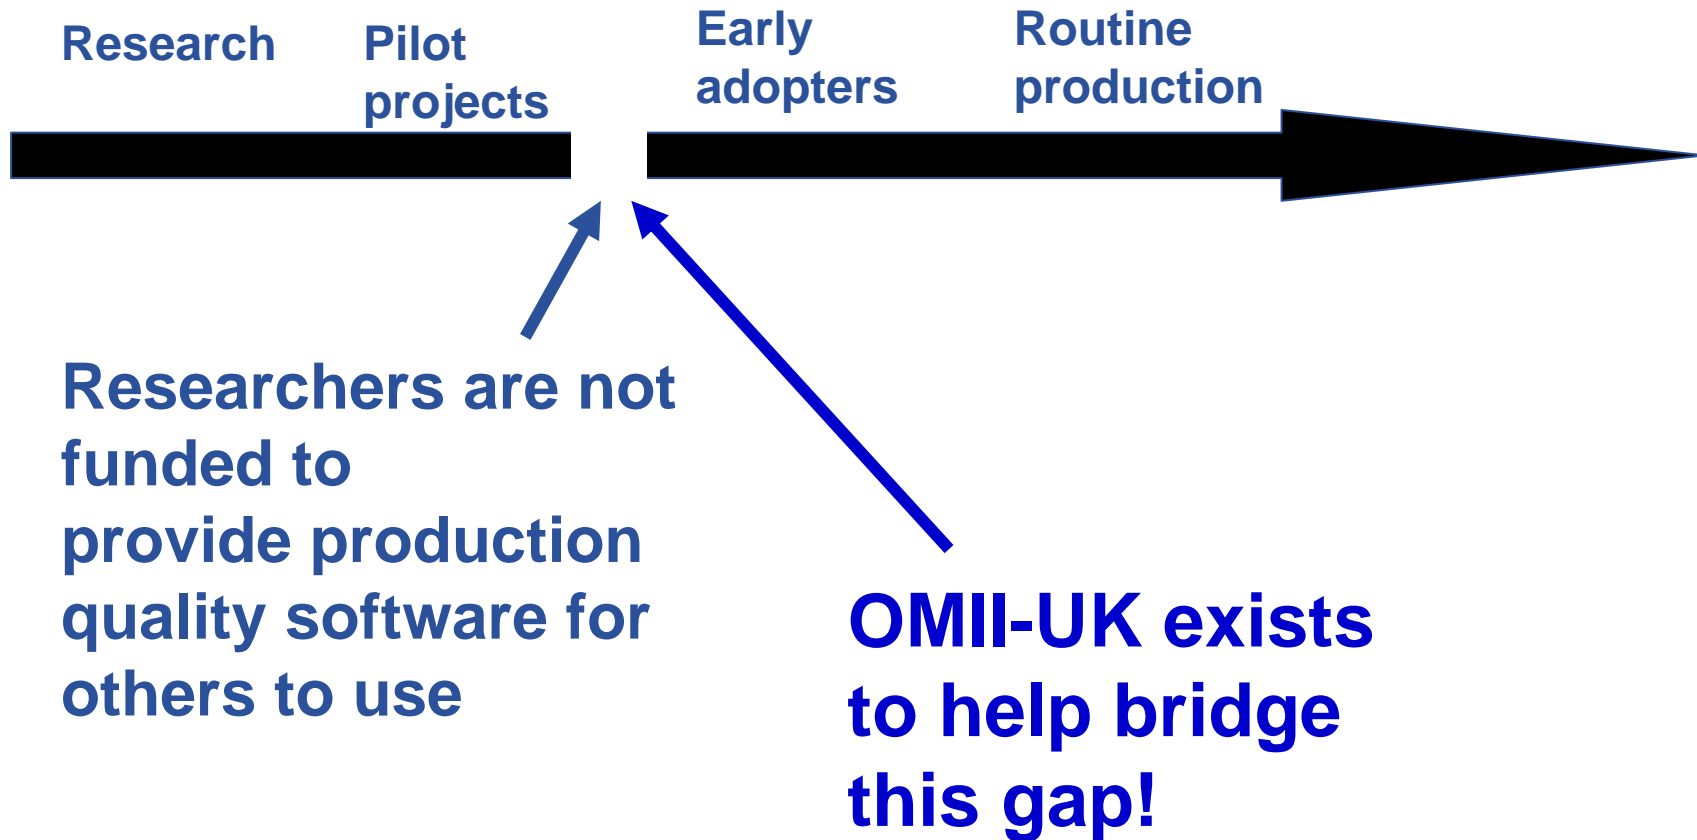 Research
Pilot
projects
Early
adopters
Routine
production
Researchers are not
funded to
provide production
quality software for
others to use
OMII-UK exists
to help bridge
this gap!